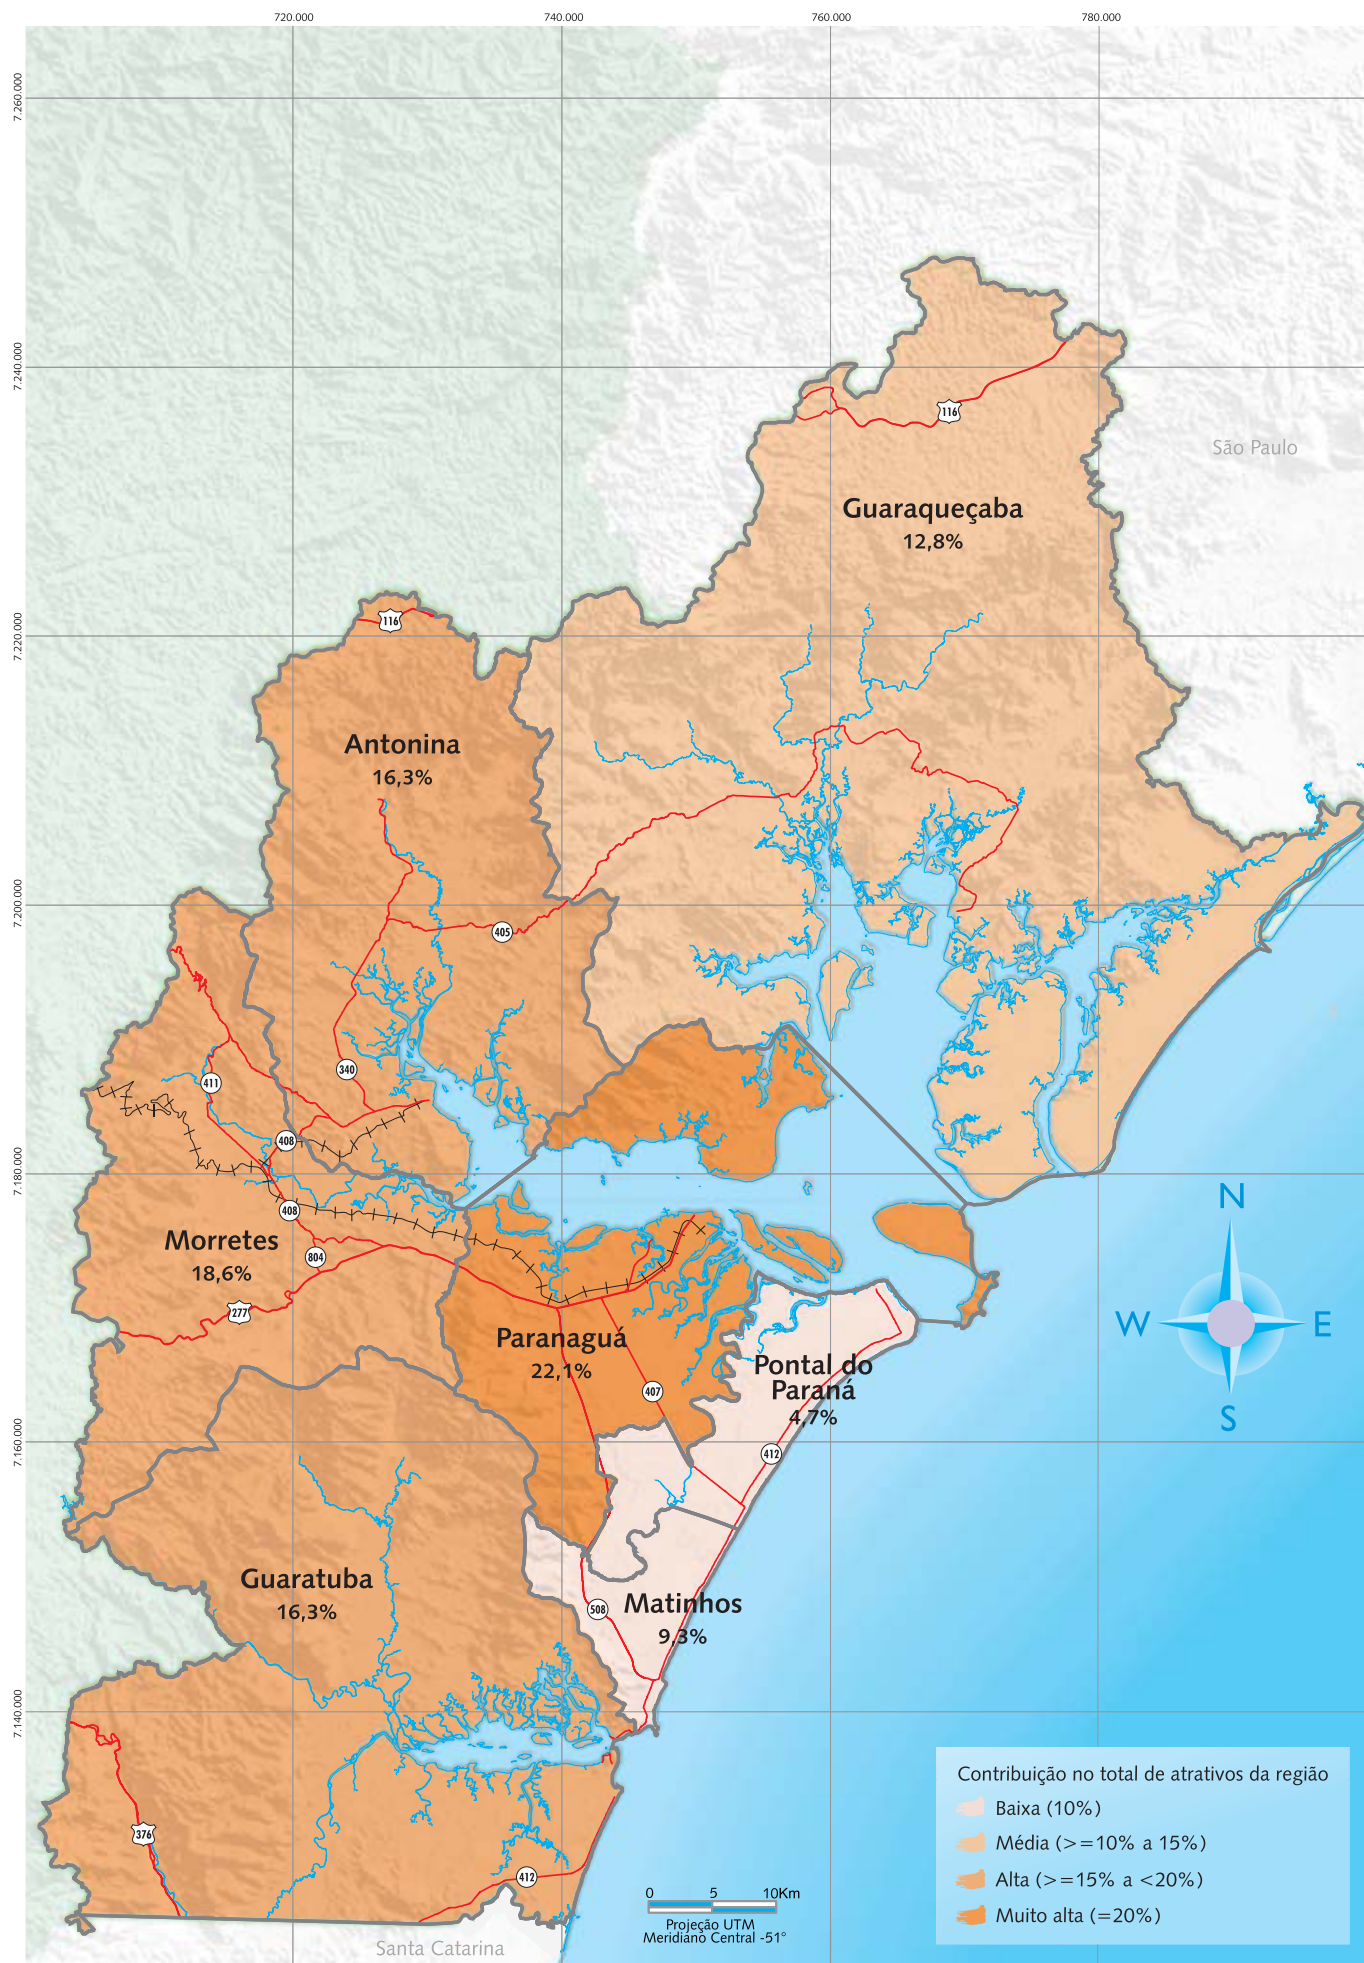 720.000
740.000
760.000
780.000
7.260.000
7.240.000
116
São Paulo
Guaraqueçaba
12,8%
116
7.220.000
Antonina
16,3%
7.200.000
405
340
411
408
7.180.000
408
Morretes
18,6%
804
277
N
W
E
S
Paranaguá
22,1%
407
Pontal do
Paraná
4,7%
412
7.160.000
Guaratuba
16,3%
508
Matinhos
9,3%
7.140.000
376
412
Santa Catarina
0
5
10Km
Projeção UTM
Meridiano Central -51°
Contribuição no total de atrativos da região
Baixa (10%)
Média (>=10% a 15%)
Alta (>=15% a <20%)
Muito alta (=20%)